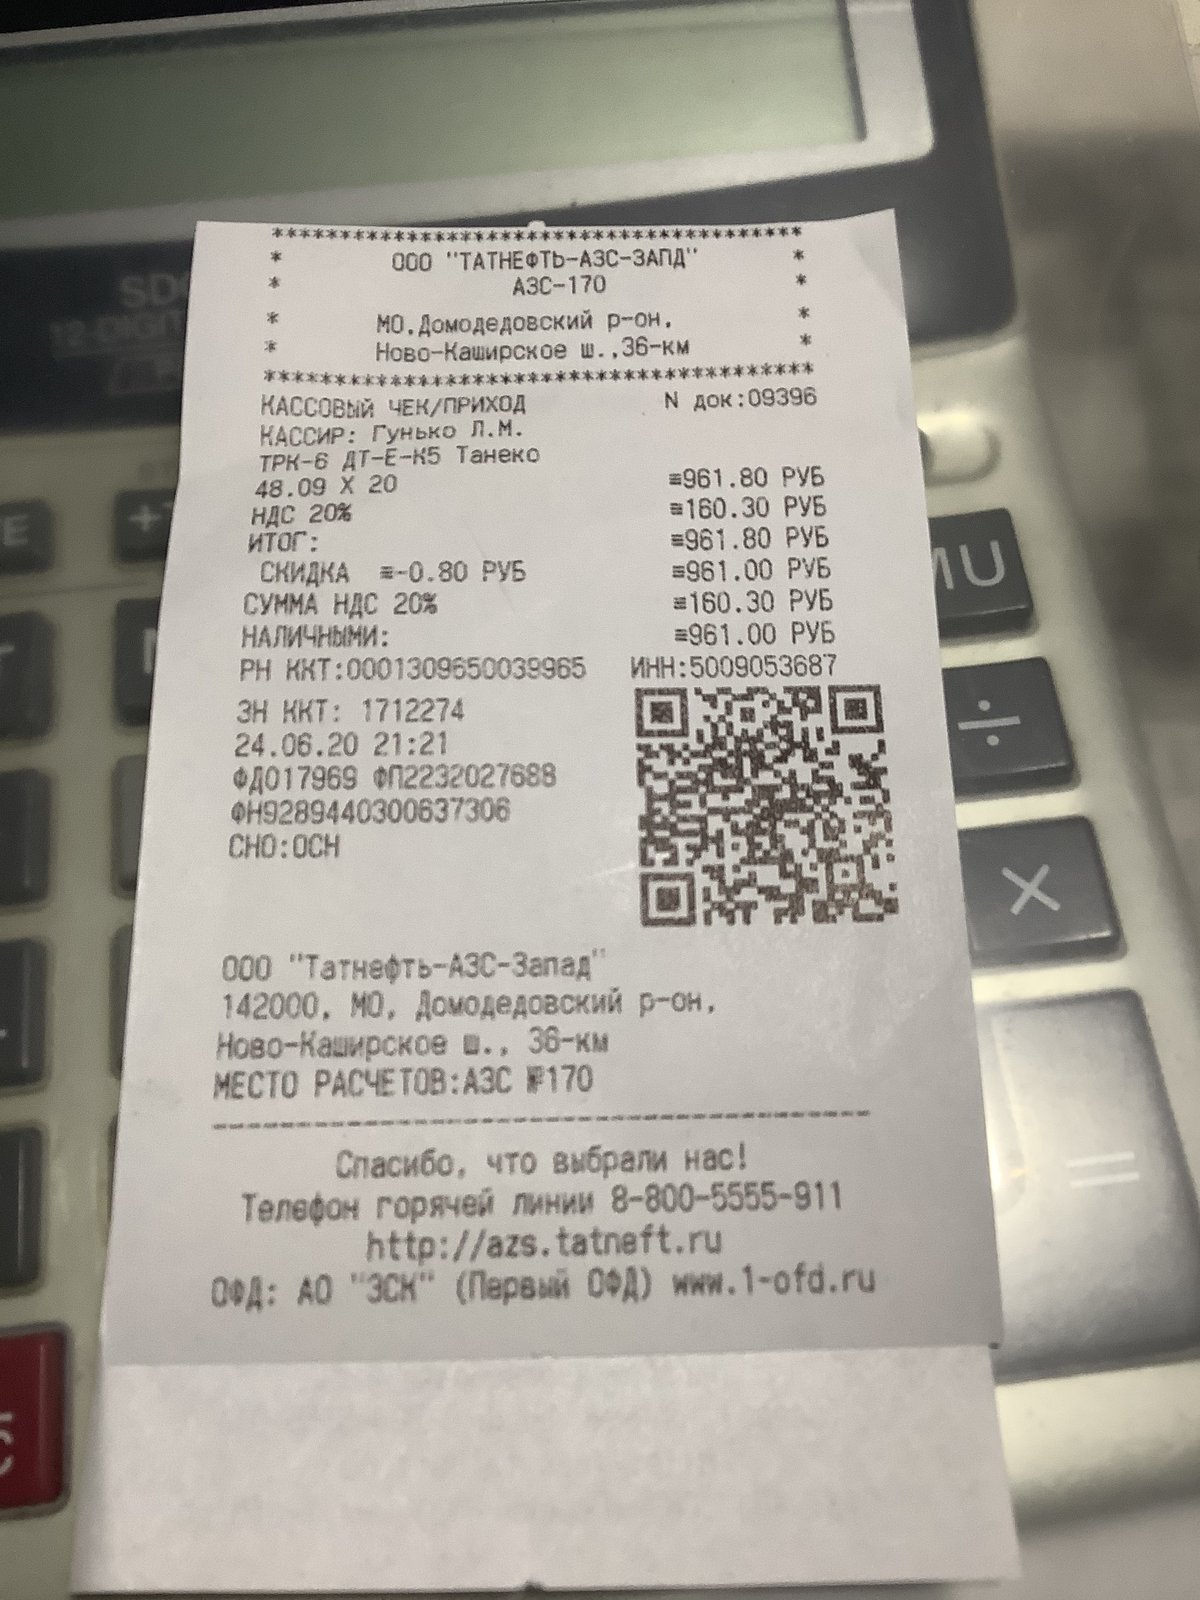 SD
12-DIGIT
****************************************
* ООО "ТАТНЕФТЬ-АЗС-ЗАПД" *
* АЗС-170 *
* МО,Домодедовский р-он, *
* Ново-Каширское ш.,36-км *
****************************************
КАССОВЫЙ ЧЕК/ПРИХОД N док:09396
КАССИР: Гунько Л.М.
ТРК-6 ДТ-Е-К5 Танеко
48.09 X 20 ≡961.80 РУБ
НДС 20% ≡160.30 РУБ
ИТОГ: ≡961.80 РУБ
СКИДКА ≡-0.80 РУБ ≡961.00 РУБ
СУММА НДС 20% ≡160.30 РУБ
НАЛИЧНЫМИ: ≡961.00 РУБ
РН ККТ:0001309650039965 ИНН:5009053687
ЗН ККТ: 1712274
24.06.20 21:21
ФД017969 ФП2232027688
ФН9289440300637306
СНО:ОСН
ООО "Татнефть-АЗС-Запад"
142000, МО, Домодедовский р-он,
Ново-Каширское ш., 36-км
МЕСТО РАСЧЕТОВ:АЗС №170
Спасибо, что выбрали нас!
Телефон горячей линии 8-800-5555-911
http://azs.tatneft.ru
ОФД: АО "ЭСК" (Первый ОФД) www.1-ofd.ru
E
MU
÷
×
=